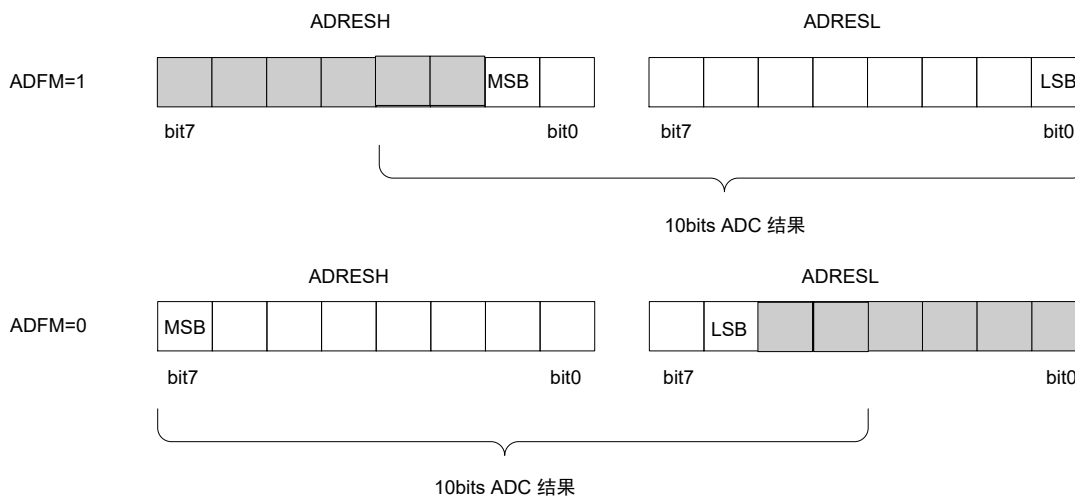 ADRESH ADRESL
ADFM=1 MSB LSB
bit7 bit0 bit7 bit0
10bits ADC 结果
ADRESH ADRESL
ADFM=0 MSB LSB
bit7 bit0 bit7 bit0
10bits ADC 结果